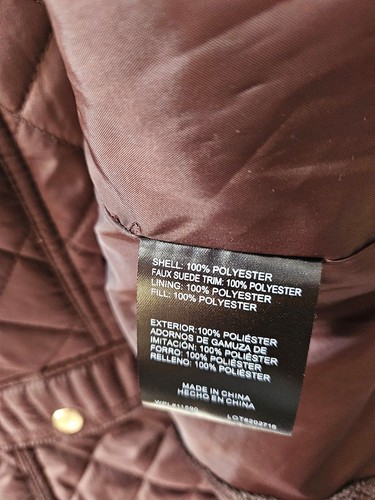 SHELL: 100% POLYESTER
FAUX SUEDE TRIM: 100% POLYESTER
LINING: 100% POLYESTER
FILL: 100% POLYESTER
EXTERIOR:100% POLIÉSTER
ADORNOS DE GAMUZA DE
IMITACIÓN: 100% POLIÉSTER
FORRO: 100% POLIÉSTER
RELLENO: 100% POLIÉSTER
MADE IN CHINA
HECHO EN CHINA
LOT6202716